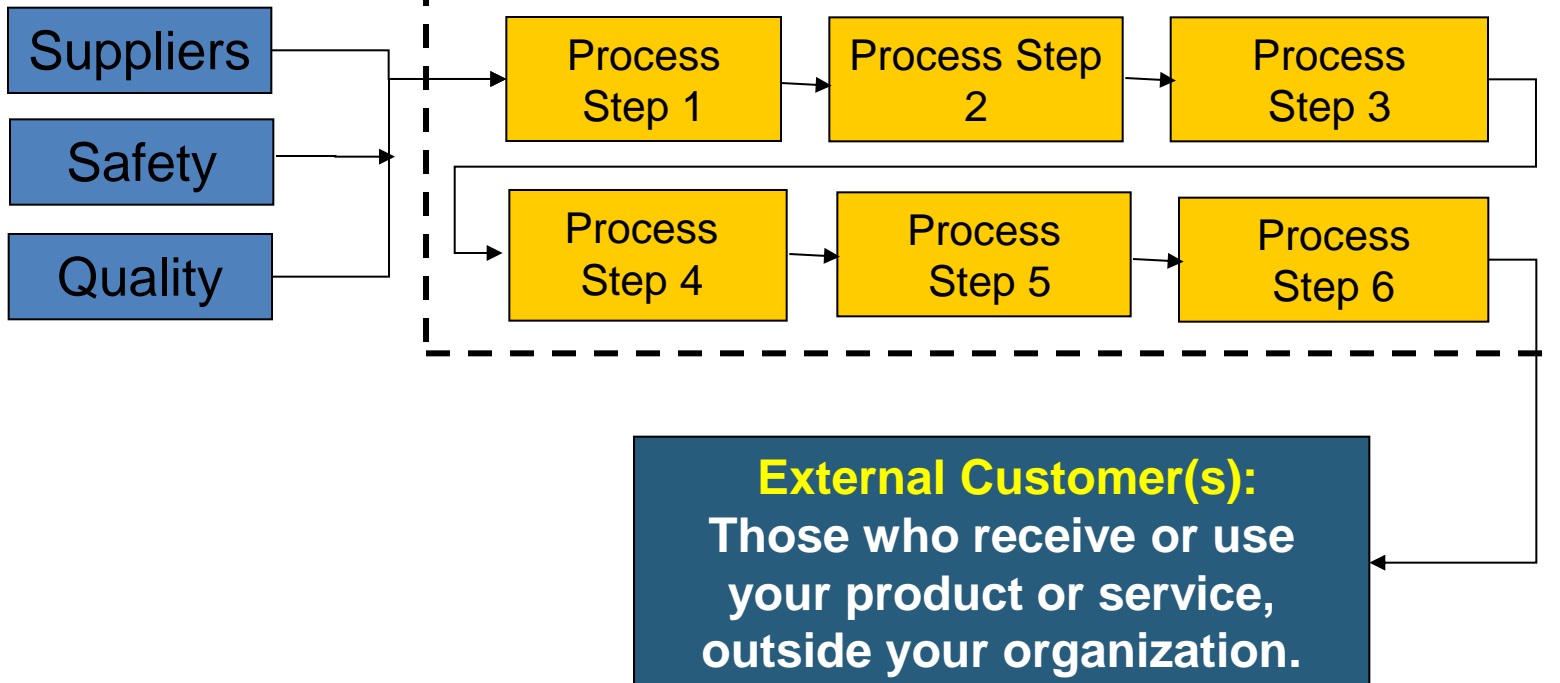 Suppliers
Safety
Quality
Process
Step 1
Process Step
2
Process
Step 3
Process
Step 4
Process
Step 5
Process
Step 6
External Customer(s):
Those who receive or use
your product or service,
outside your organization.